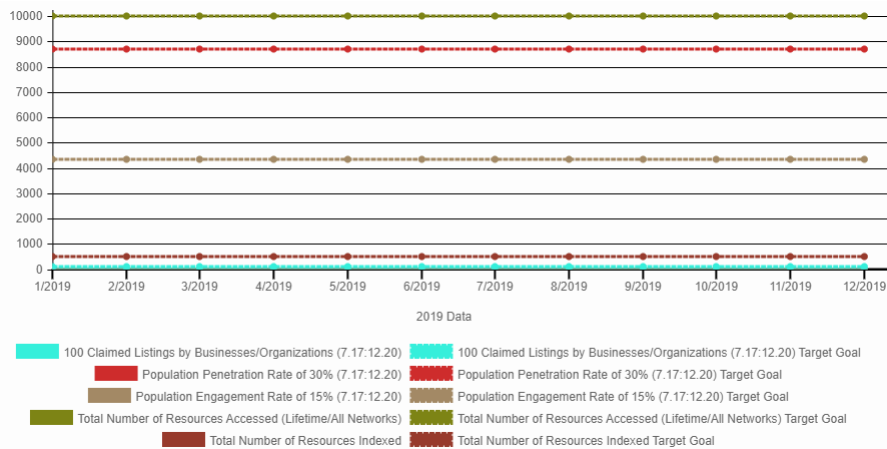 10000
9000
8000
7000
6000
5000
4000
3000
2000
1000
0
1/2019 2/2019 3/2019 4/2019 5/2019 6/2019 7/2019 8/2019 9/2019 10/2019 11/2019 12/2019
2019 Data
100 Claimed Listings by Businesses/Organizations (7.17:12.20) 100 Claimed Listings by Businesses/Organizations (7.17:12.20) Target Goal
Population Penetration Rate of 30% (7.17:12.20) Population Penetration Rate of 30% (7.17:12.20) Target Goal
Population Engagement Rate of 15% (7.17:12.20) Population Engagement Rate of 15% (7.17:12.20) Target Goal
Total Number of Resources Accessed (Lifetime/All Networks) Total Number of Resources Accessed (Lifetime/All Networks) Target Goal
Total Number of Resources Indexed Total Number of Resources Indexed Target Goal